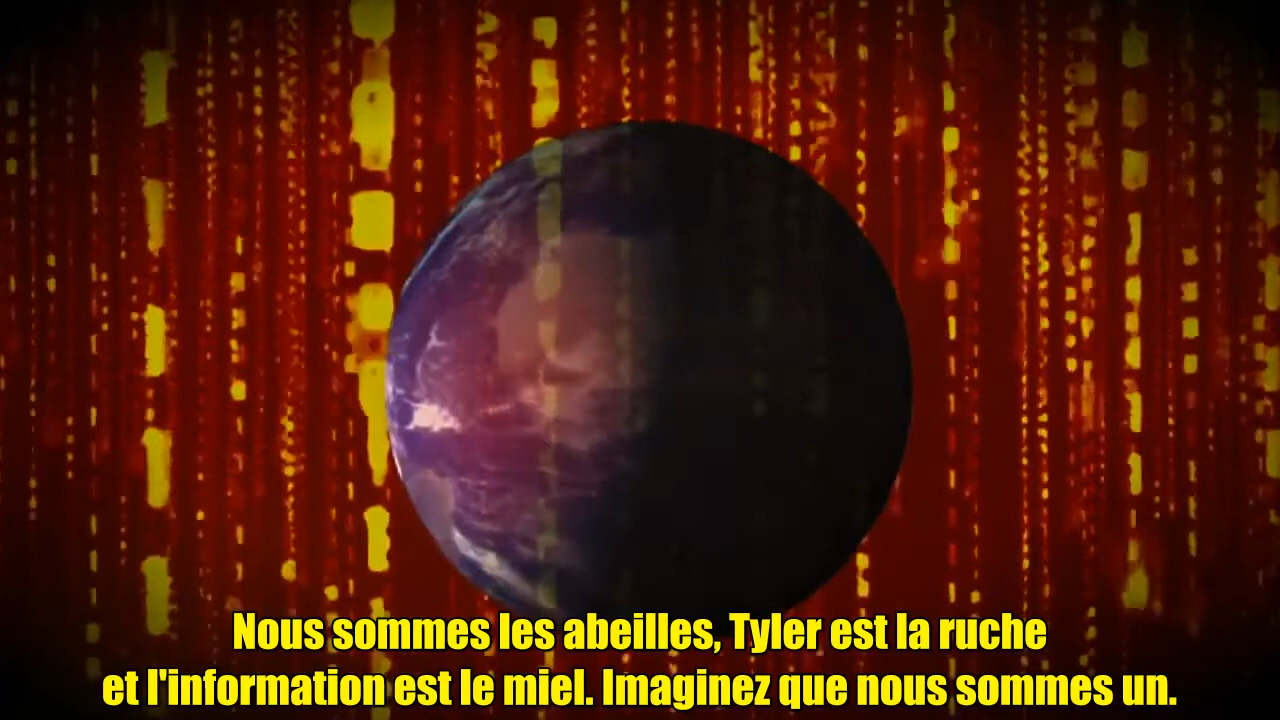 Nous sommes les abeilles, Tyler est la ruche
et l'information est le miel. Imaginez que nous sommes un.